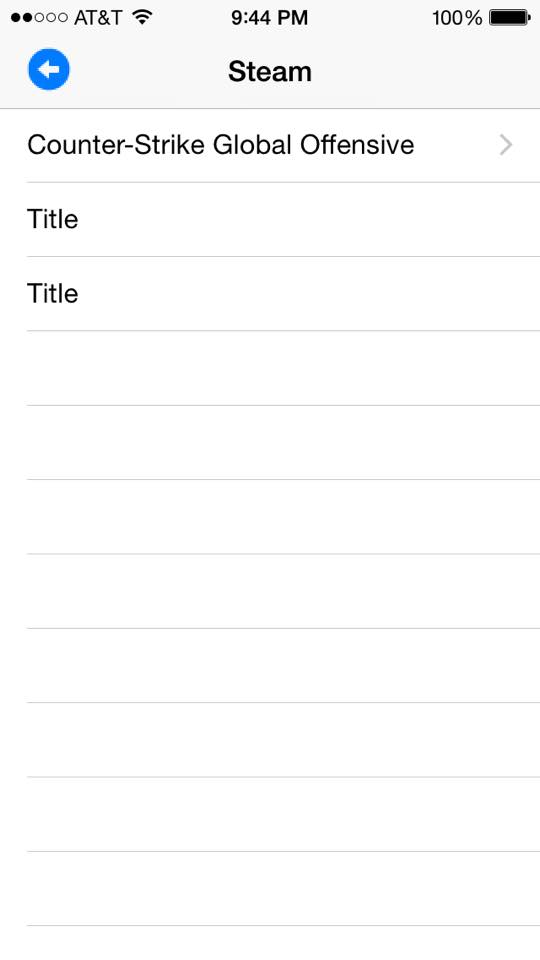 AT&T 9:44 PM 100%
Steam
Counter-Strike Global Offensive
Title
Title